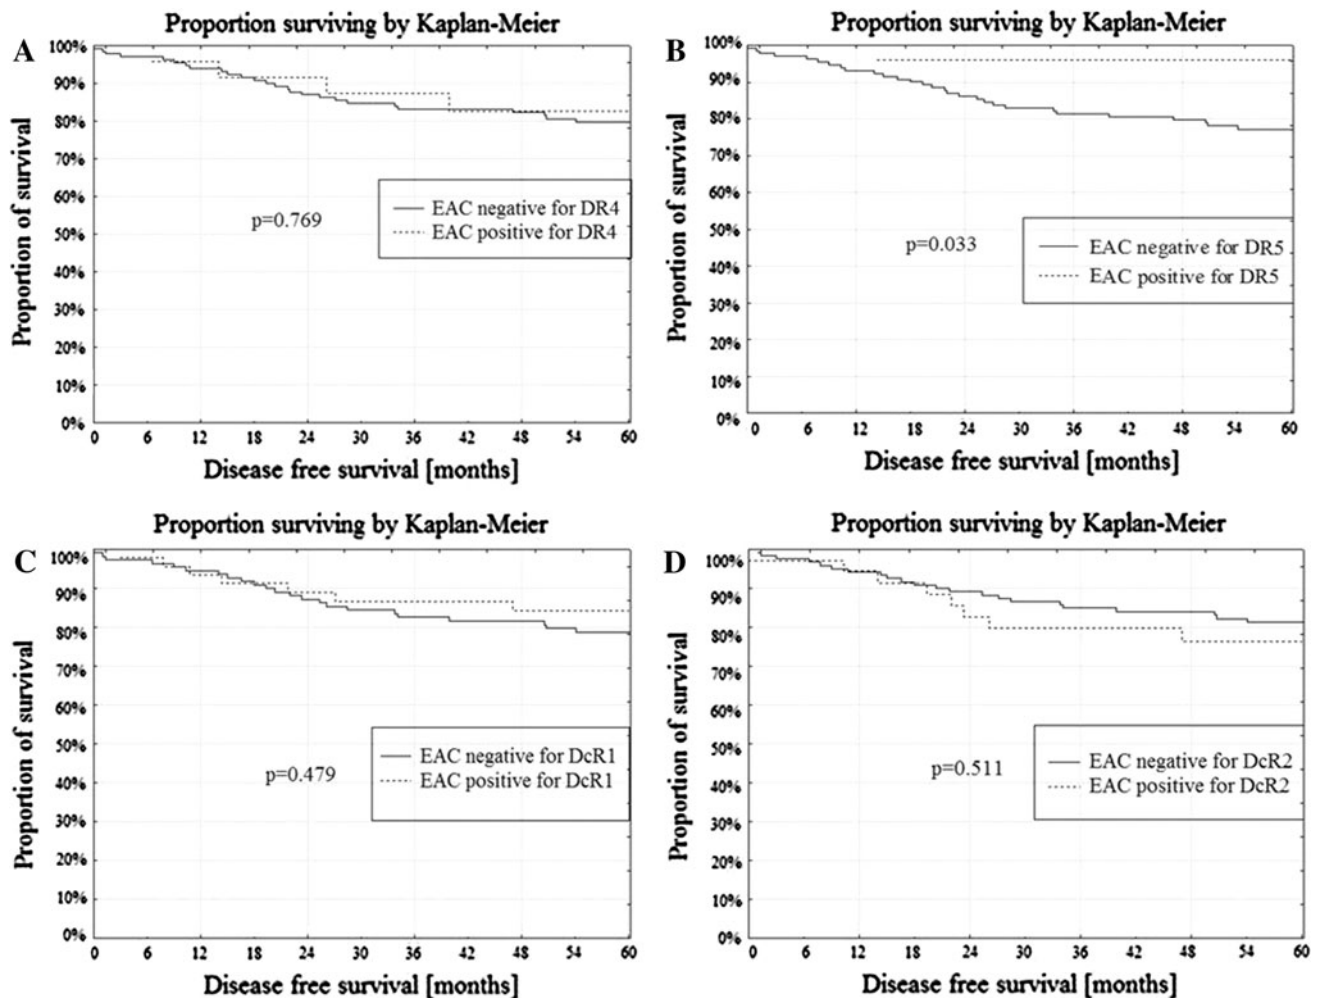 Proportion surviving by Kaplan-Meier
A
Proportion of survival
100%
90%
80%
70%
60%
50%
40%
30%
20%
10%
0%
p=0.769
EAC negative for DR4
EAC positive for DR4
0 6 12 18 24 30 36 42 48 54 60
Disease free survival [months]
Proportion surviving by Kaplan-Meier
B
Proportion of survival
100%
90%
80%
70%
60%
50%
40%
30%
20%
10%
0%
p=0.033
EAC negative for DR5
EAC positive for DR5
0 6 12 18 24 30 36 42 48 54 60
Disease free survival [months]
Proportion surviving by Kaplan-Meier
C
Proportion of survival
100%
90%
80%
70%
60%
50%
40%
30%
20%
10%
0%
p=0.479
EAC negative for DcR1
EAC positive for DcR1
0 6 12 18 24 30 36 42 48 54 60
Disease free survival [months]
Proportion surviving by Kaplan-Meier
D
Proportion of survival
100%
90%
80%
70%
60%
50%
40%
30%
20%
10%
0%
p=0.511
EAC negative for DcR2
EAC positive for DcR2
0 6 12 18 24 30 36 42 48 54 60
Disease free survival [months]